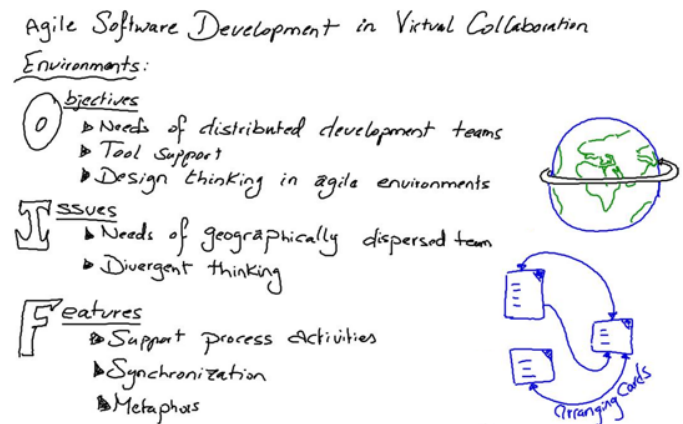 Agile Software Development in Virtual Collaboration
Environments:
Objectives
Needs of distributed development teams
Tool support
Design thinking in agile environments
Issues
Needs of geographically dispersed team
Divergent thinking
Features
Support process activities
Synchronization
Metaphors
arranging cards